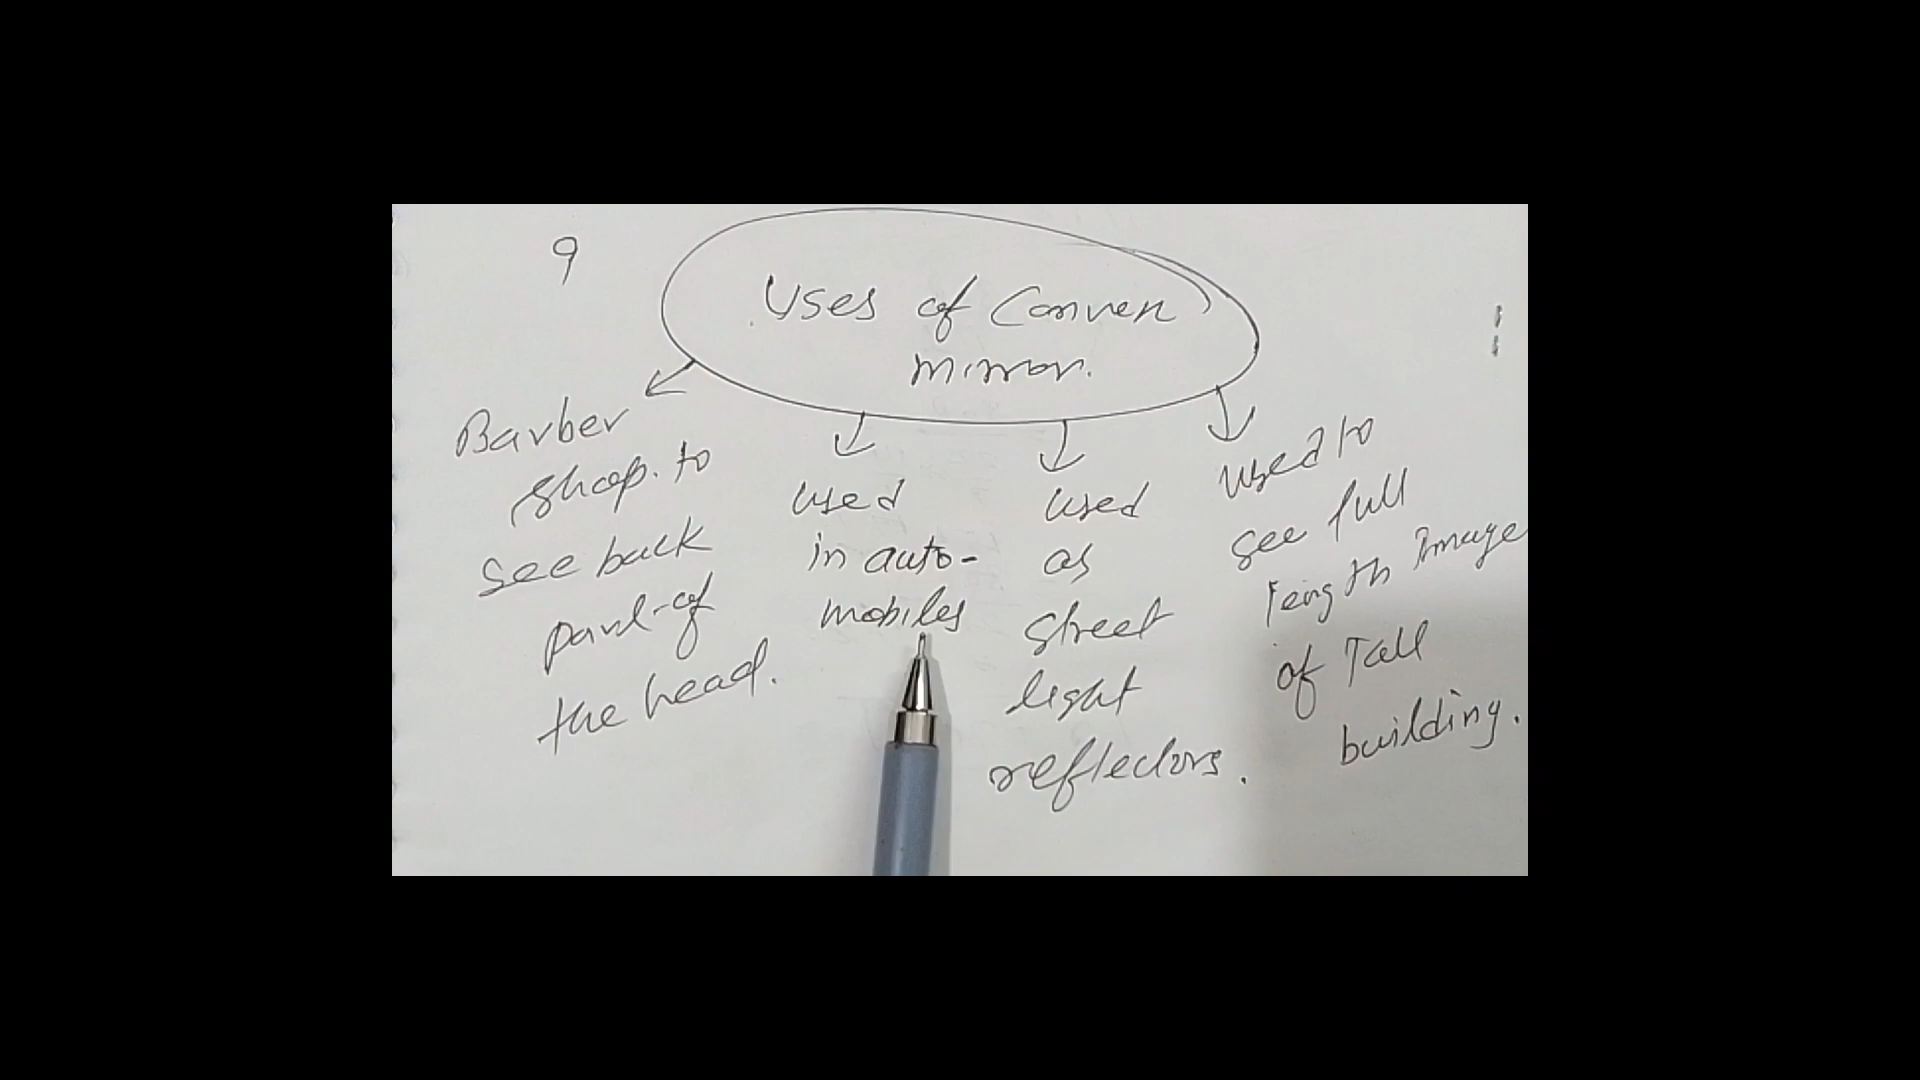 9
Uses of Convex
mirror.
Barber
shop. to
see back
part of
the head.
used
in auto-
mobiles
used
as
street
light
reflectors.
used to
see full
length Image
of Tall
building.